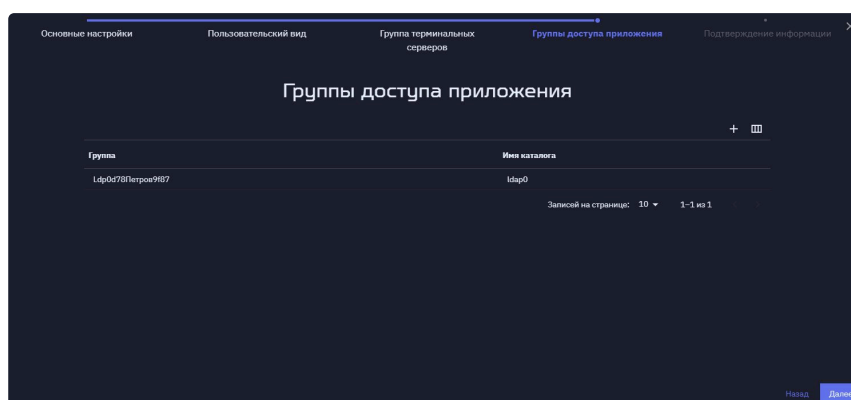 Основные настройки
Пользовательский вид
Группа терминальных
серверов
Группы доступа приложения
Подтверждение информации
Группы доступа приложения
Группа
Имя каталога
Ldp0d78Петров9f87
ldap0
Записей на странице: 10
1–1 из 1
Назад
Далее